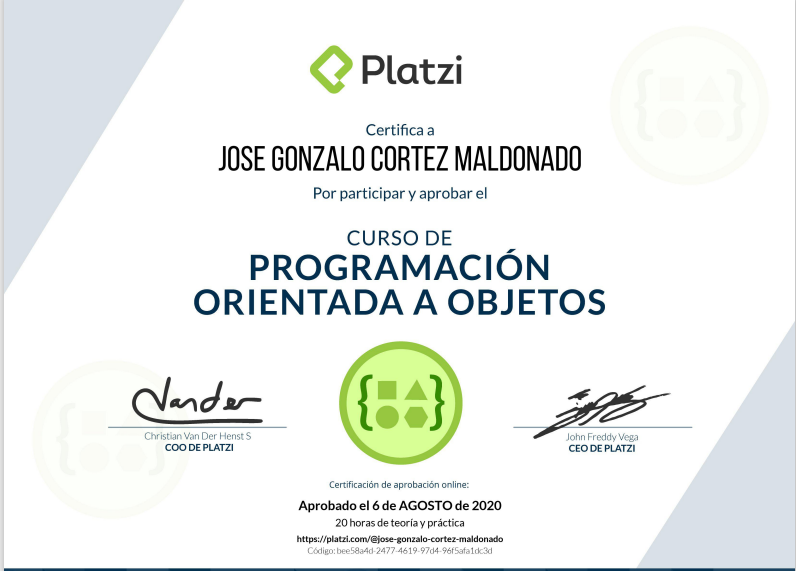 Platzi
Certifica a
JOSE GONZALO CORTEZ MALDONADO
Por participar y aprobar el
CURSO DE
PROGRAMACIÓN
ORIENTADA A OBJETOS
Christian Van Der Henst S
COO DE PLATZI
John Freddy Vega
CEO DE PLATZI
Certificación de aprobación online:
Aprobado el 6 de AGOSTO de 2020
20 horas de teoría y práctica
https://platzi.com/@jose-gonzalo-cortez-maldonado
Código: bee58a4d-2477-4619-97d4-96f5afa1dc3d